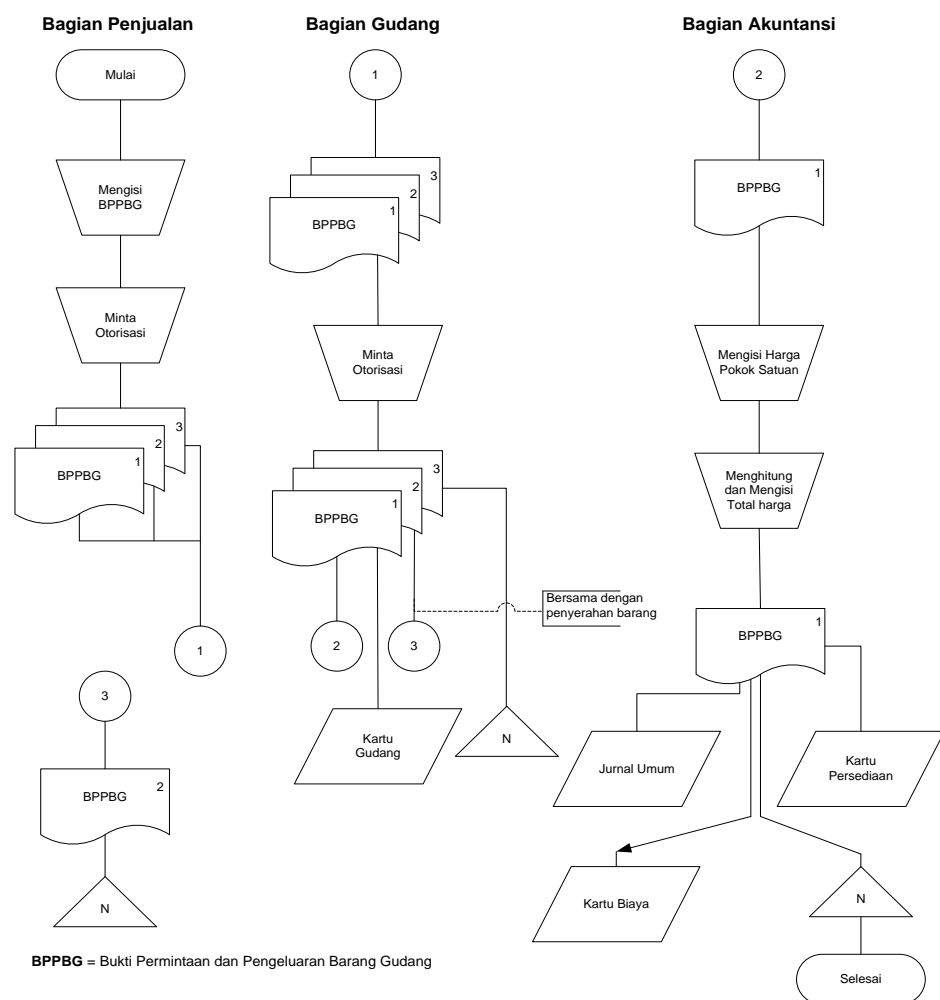 Bagian Penjualan
Mulai
Mengisi
BPPBG
Minta
Otorisasi
3
2
1
BPPBG
1
3
2
BPPBG
N
Bagian Gudang
1
3
2
1
BPPBG
Minta
Otorisasi
3
2
1
BPPBG
Bersama dengan
penyerahan barang
2
3
Kartu
Gudang
N
Bagian Akuntansi
2
1
BPPBG
Mengisi Harga
Pokok Satuan
Menghitung
dan Mengisi
Total harga
1
BPPBG
Jurnal Umum
Kartu
Persediaan
Kartu Biaya
N
Selesai
BPPBG = Bukti Permintaan dan Pengeluaran Barang Gudang